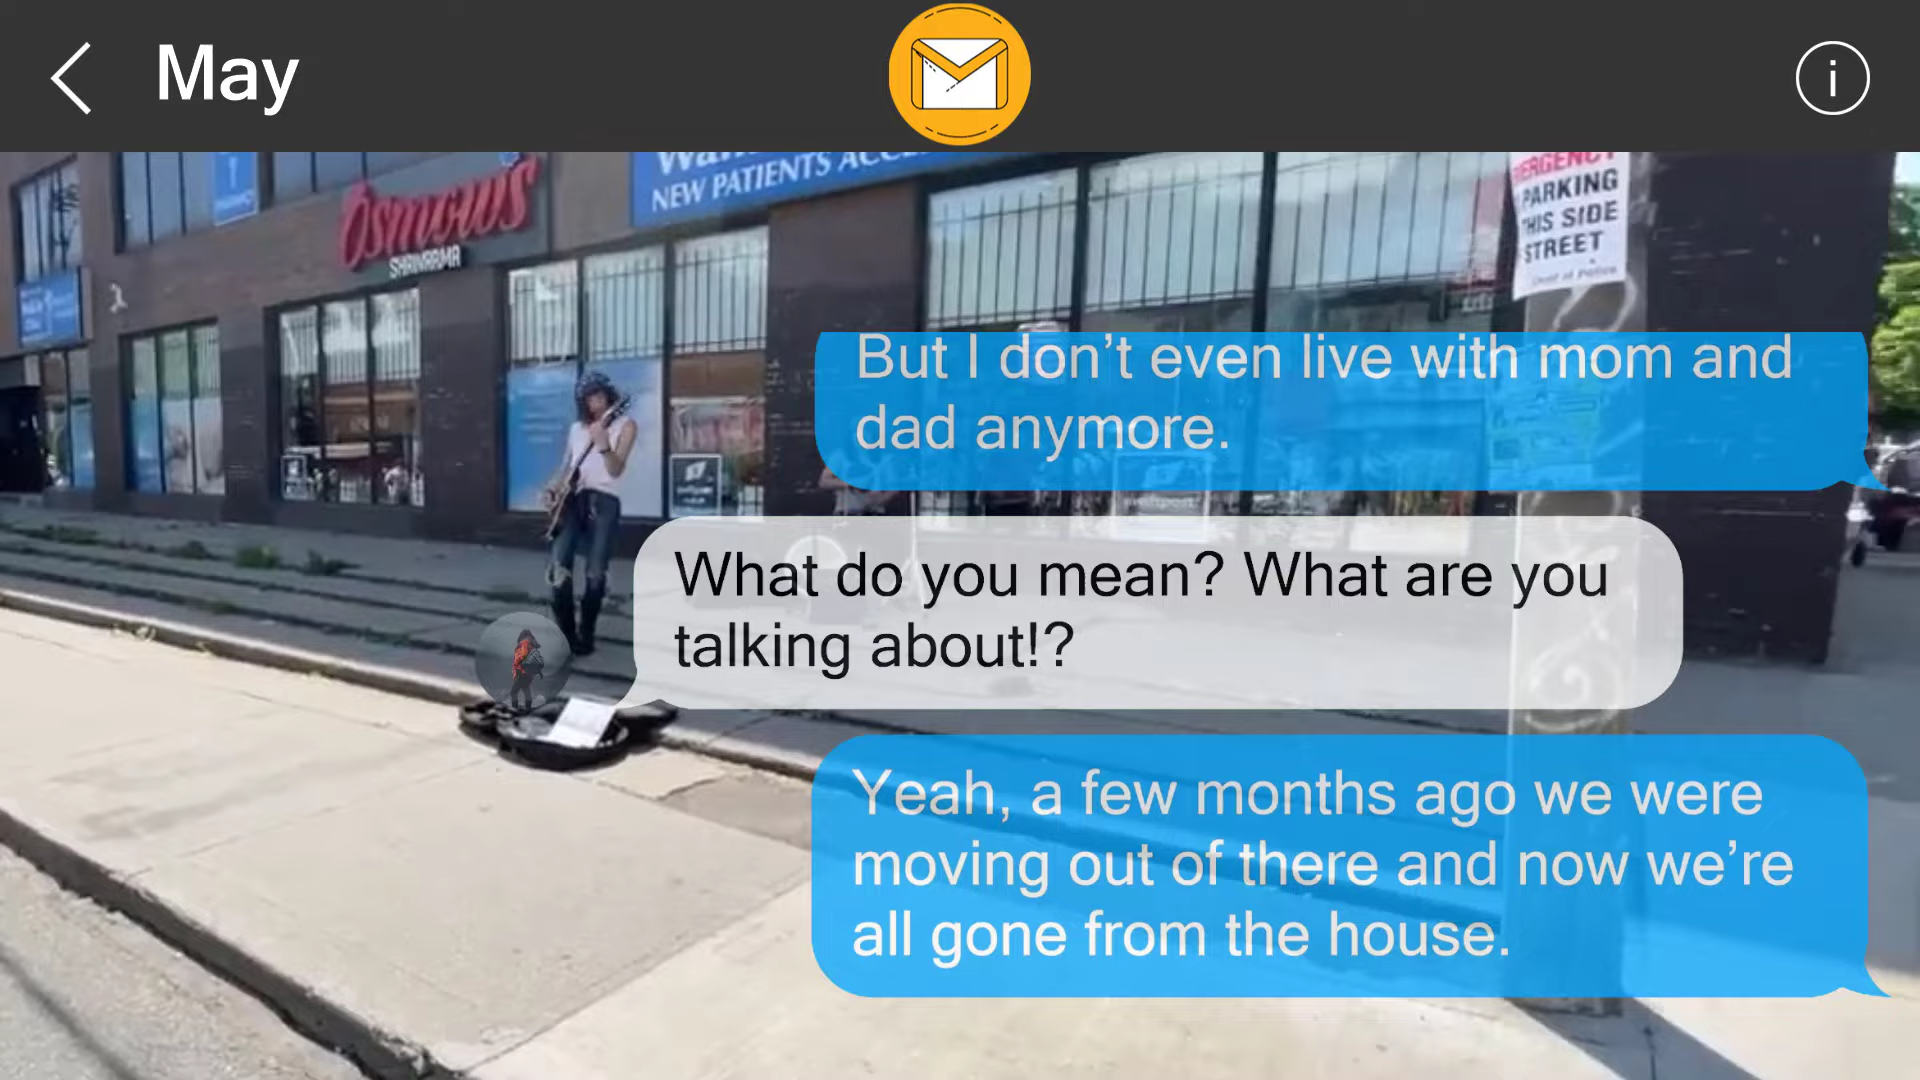 May
i
Osmow's
SHAWARMA
NEW PATIENTS
PARKING
SIDE
STREET
But I don’t even live with mom and
dad anymore.
What do you mean? What are you
talking about!?
Yeah, a few months ago we were
moving out of there and now we’re
all gone from the house.